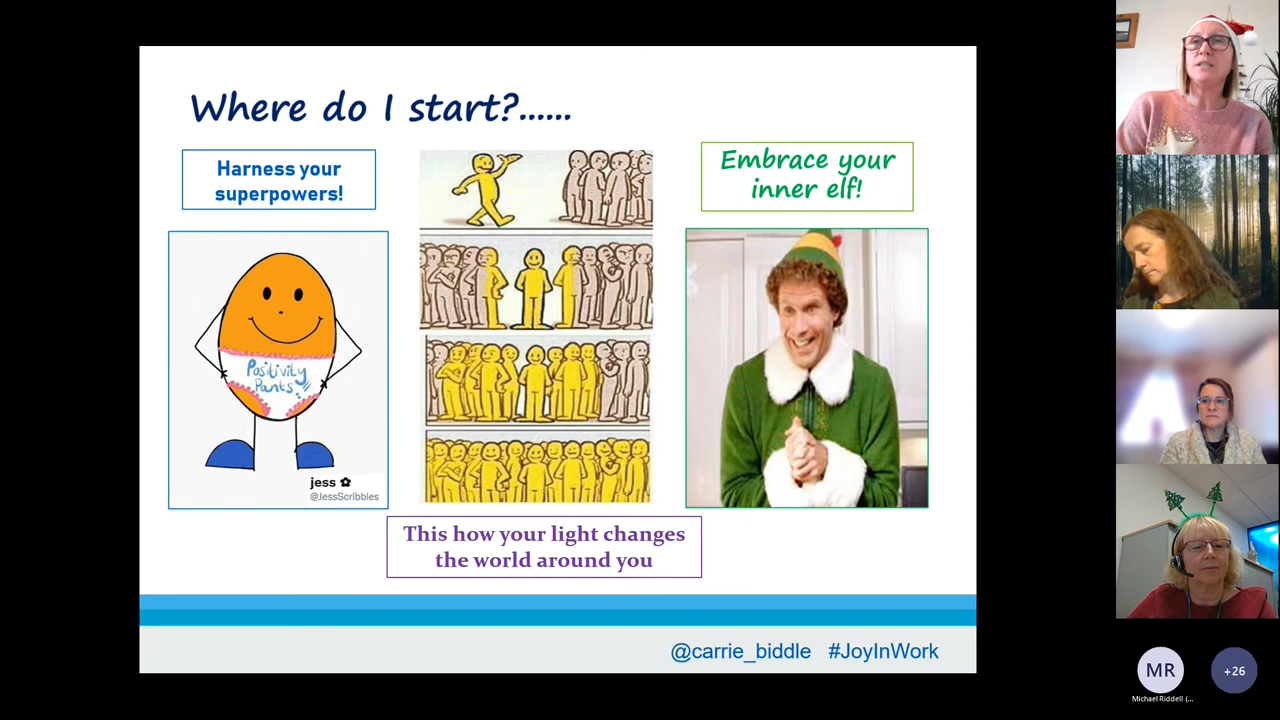 Where do I start?......
Harness your
superpowers!
Embrace your
inner elf!
Positivity
Pants!
jess ✿
@JessScribbles
This how your light changes
the world around you
@carrie_biddle #JoyInWork
MR
+26
Michael Riddell (...